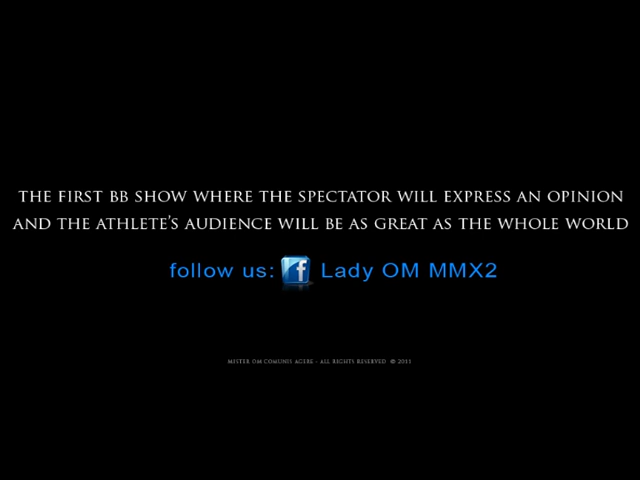 THE FIRST BB SHOW WHERE THE SPECTATOR WILL EXPRESS AN OPINION
AND THE ATHLETE'S AUDIENCE WILL BE AS GREAT AS THE WHOLE WORLD
follow us: f Lady OM MMX2
MISTER OM COMUNIS AGERE - ALL RIGHTS RESERVED © 2011